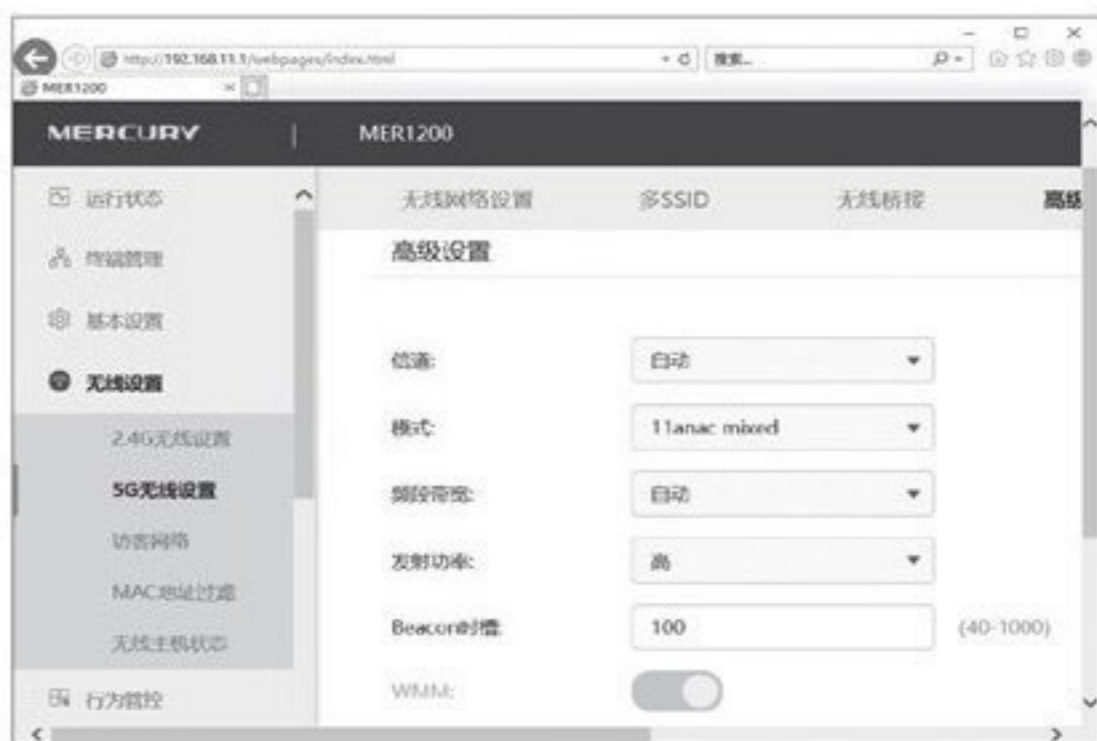 http://192.168.11.1/webpages/index.html
搜索...
MER1200
MERCURY | MER1200
运行状态
终端管理
基本设置
无线设置
2.4G无线设置
5G无线设置
访客网络
MAC地址过滤
无线主机状态
行为管控
无线网络设置 多SSID 无线桥接 高级
高级设置
信道: 自动
模式: 11anac mixed
频段带宽: 自动
发射功率: 高
Beacon时槽: 100 (40-1000)
WMM: